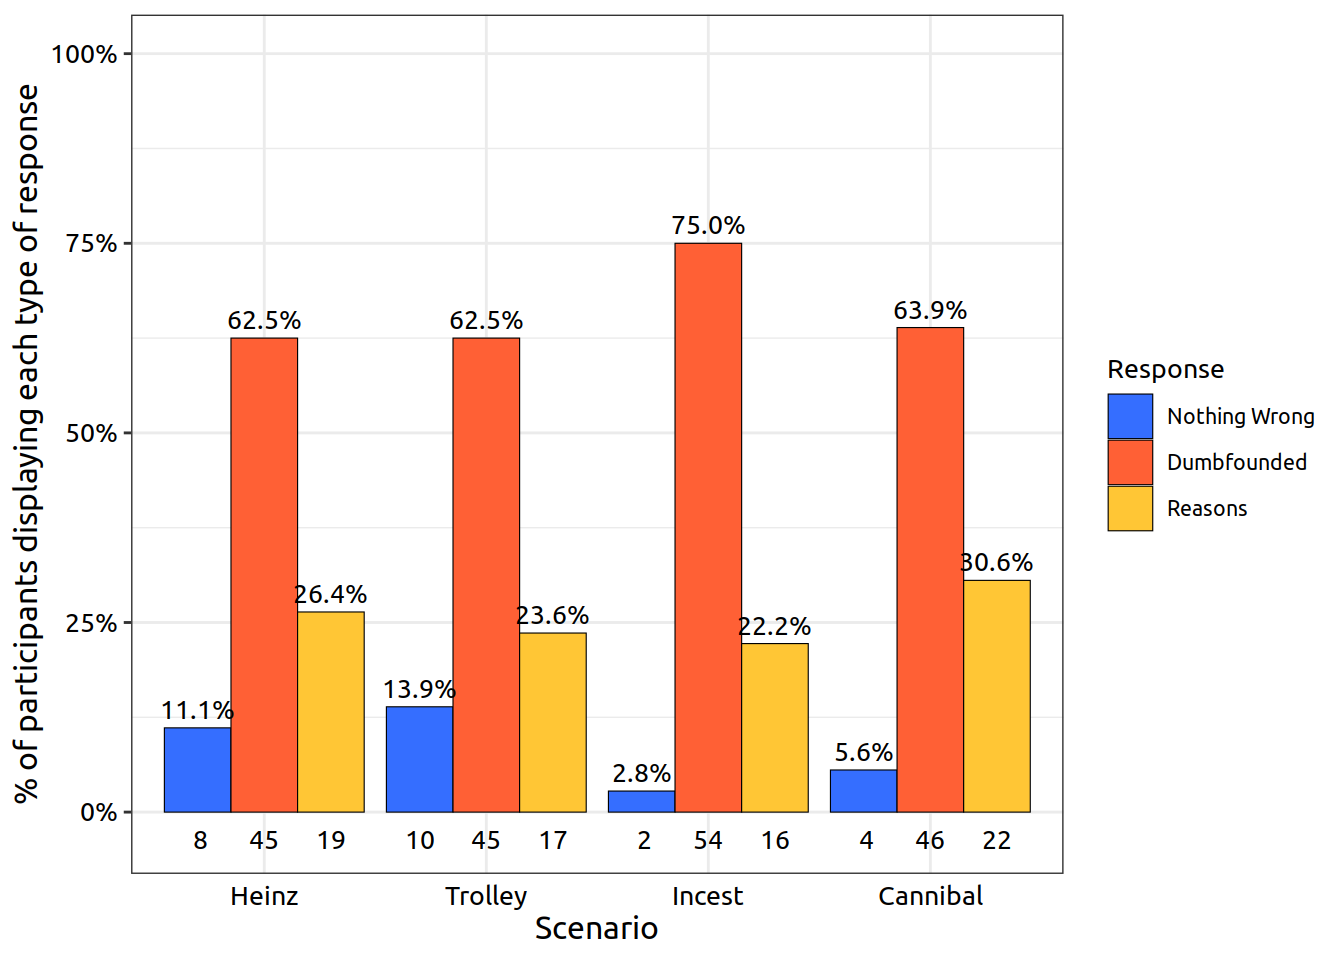 % of participants displaying each type of response
100%
75%
50%
25%
0%
11.1%
62.5%
26.4%
13.9%
62.5%
23.6%
2.8%
75.0%
22.2%
5.6%
63.9%
30.6%
8 45 19 10 45 17 2 54 16 4 46 22
Heinz Trolley Incest Cannibal
Scenario
Response
Nothing Wrong
Dumbfounded
Reasons